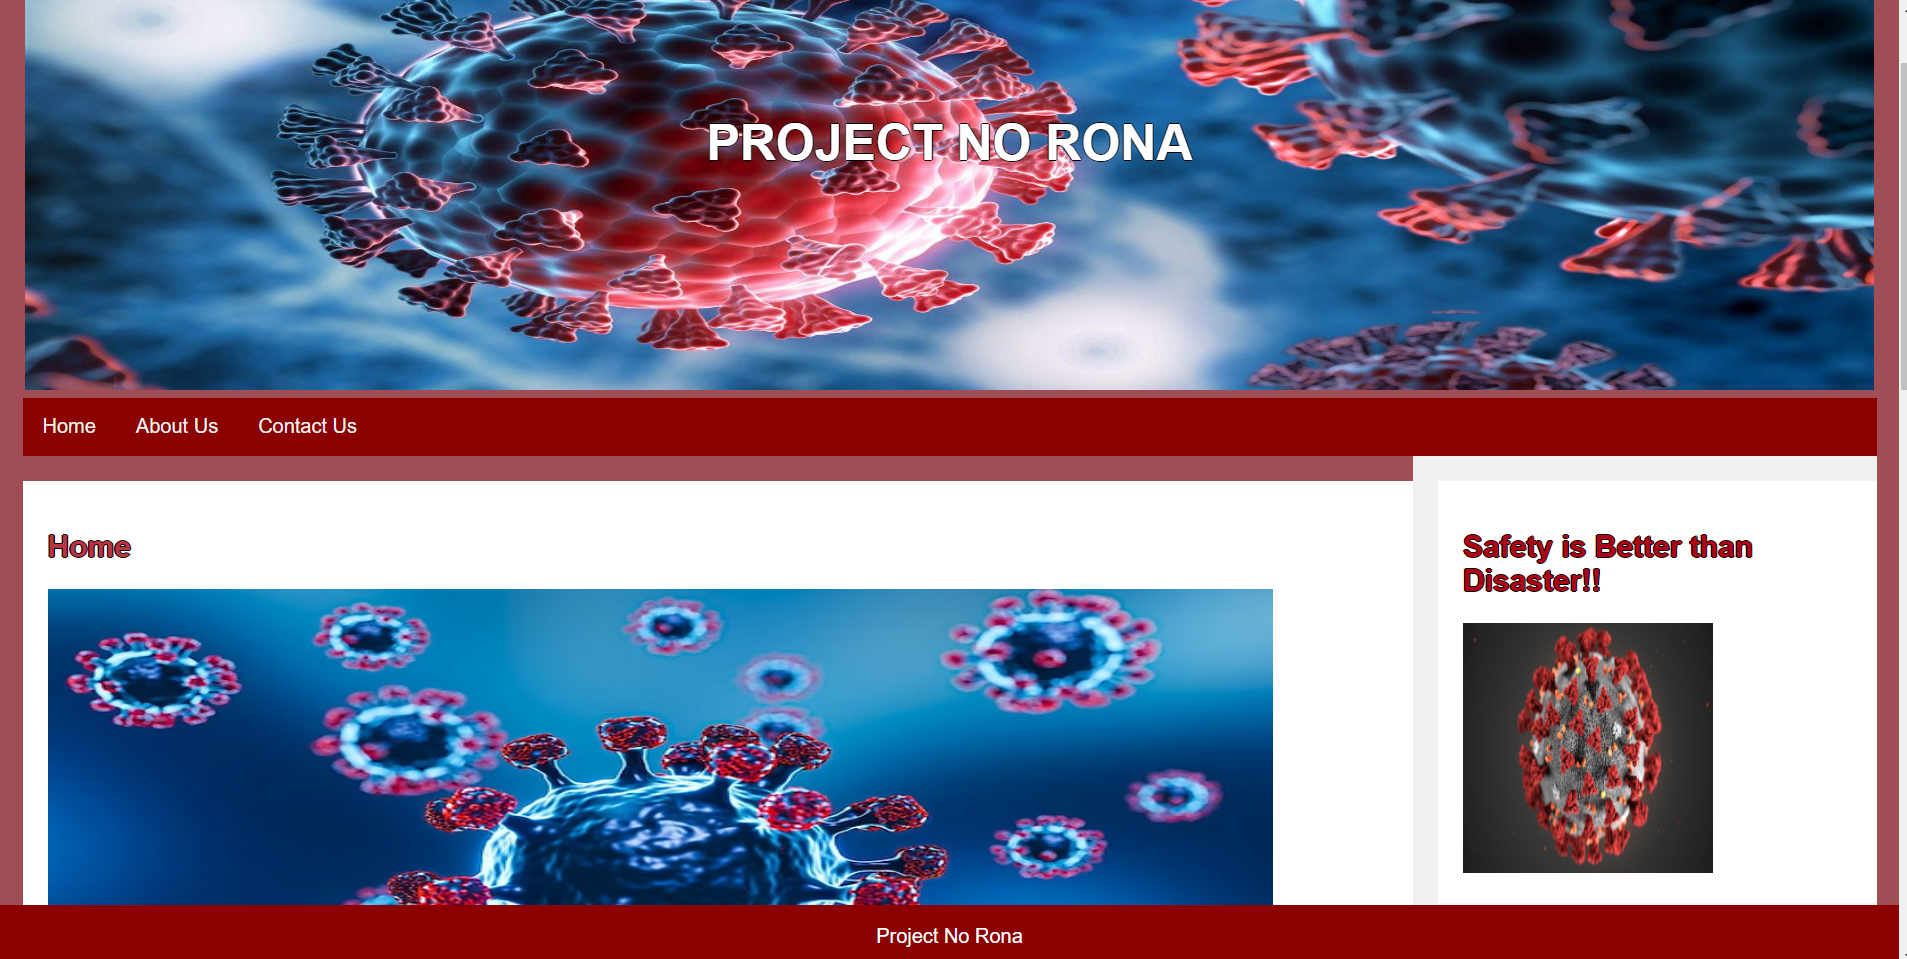 PROJECT NO RONA
Home About Us Contact Us
Home
Safety is Better than
Disaster!!
Project No Rona